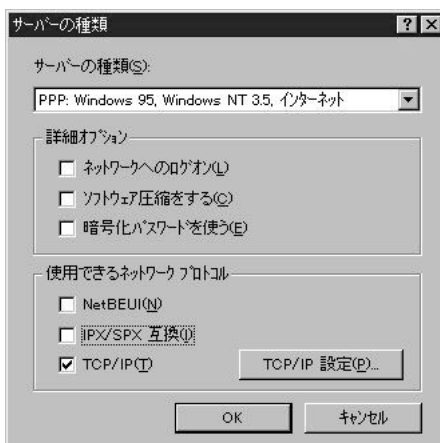 サーバーの種類
サーバーの種類(S):
PPP: Windows 95, Windows NT 3.5, インターネット
詳細オプション
ネットワークへのログオン(L)
ソフトウェア圧縮をする(C)
暗号化パスワードを使う(E)
使用できるネットワーク プロトコル
NetBEUI(N)
IPX/SPX 互換(I)
TCP/IP(T)
TCP/IP 設定(P)...
OK
キャンセル